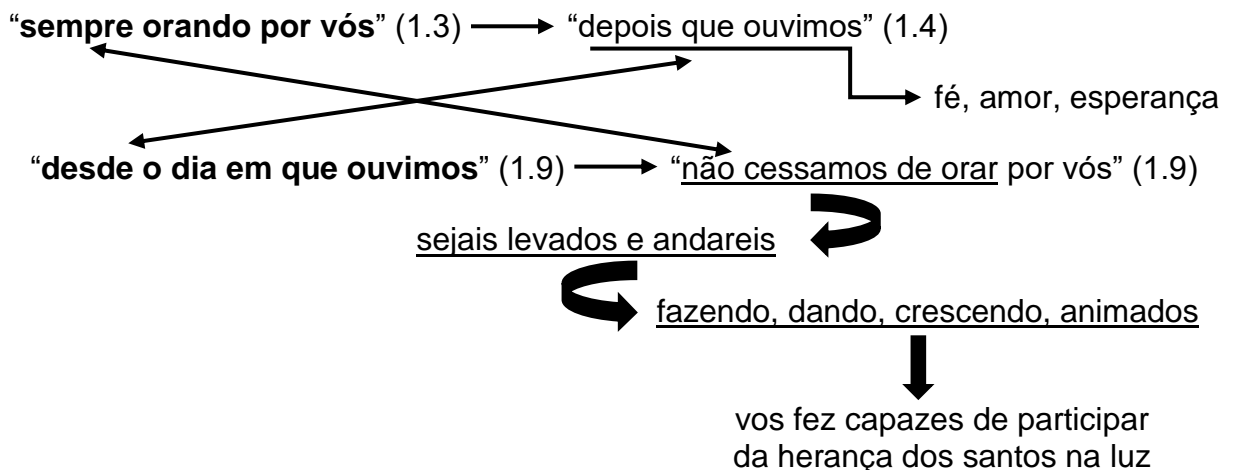 “sempre orando por vós” (1.3) “depois que ouvimos” (1.4)
fé, amor, esperança
“desde o dia em que ouvimos” (1.9) “não cessamos de orar por vós” (1.9)
sejais levados e andareis
fazendo, dando, crescendo, animados
vos fez capazes de participar
da herança dos santos na luz